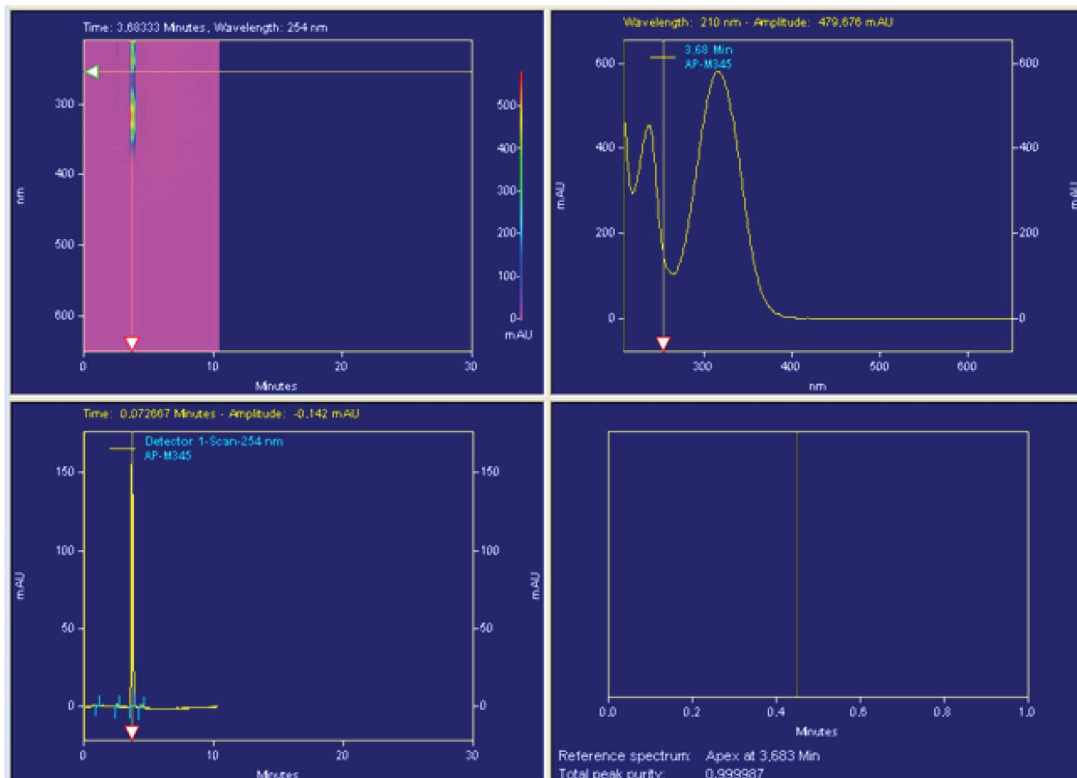 Time: 3,68333 Minutes, Wavelength: 254 nm
300
400
500
600
nm
0
10
20
30
Minutes
500
400
300
200
100
0
mAU
Wavelength: 210 nm - Amplitude: 479,676 mAU
3,68 Min
AP-M345
600
400
200
0
mAU
600
400
200
0
mAU
300
400
500
600
nm
Time: 0,072667 Minutes - Amplitude: -0,142 mAU
Detector 1-Scan-254 nm
AP-M345
150
100
50
0
mAU
150
100
50
0
mAU
0
10
20
30
Minutes
0.0
0.2
0.4
0.6
0.8
1.0
Minutes
Reference spectrum: Apex at 3,683 Min
Total peak purity: 0,999987